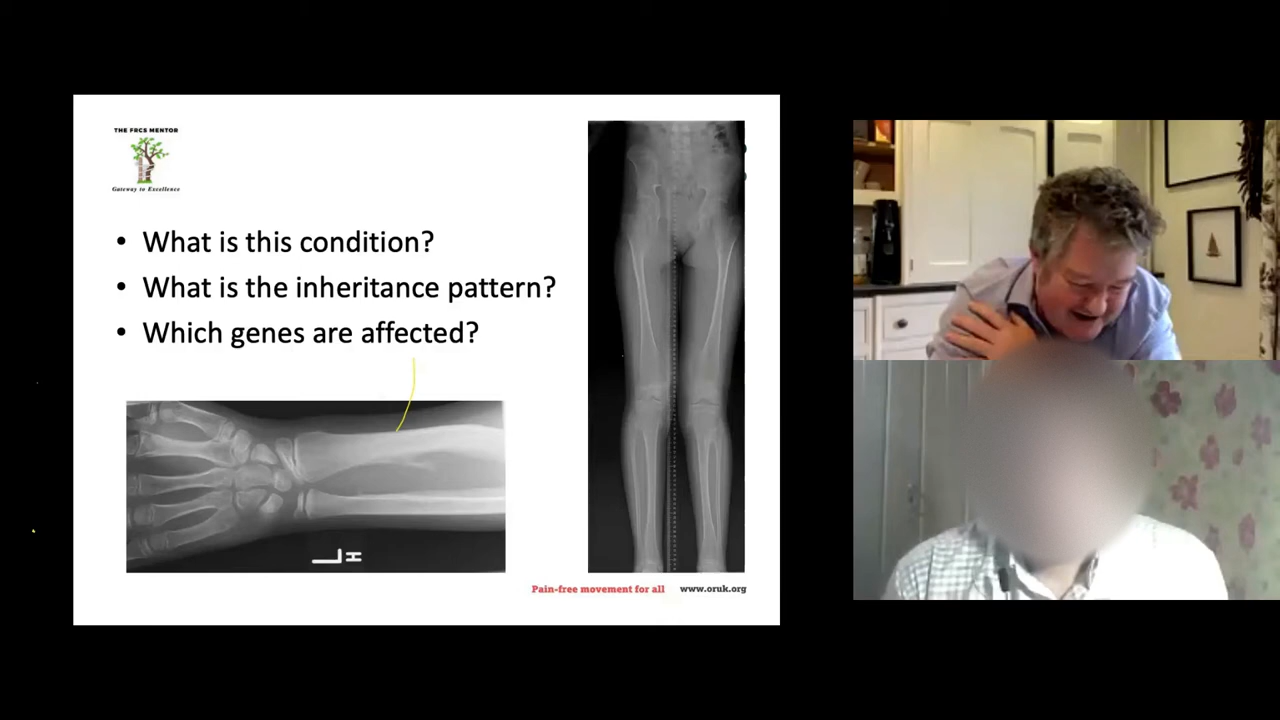 THE FRCS MENTOR
Gateway to Excellence
• What is this condition?
• What is the inheritance pattern?
• Which genes are affected?
Pain-free movement for all www.oruk.org